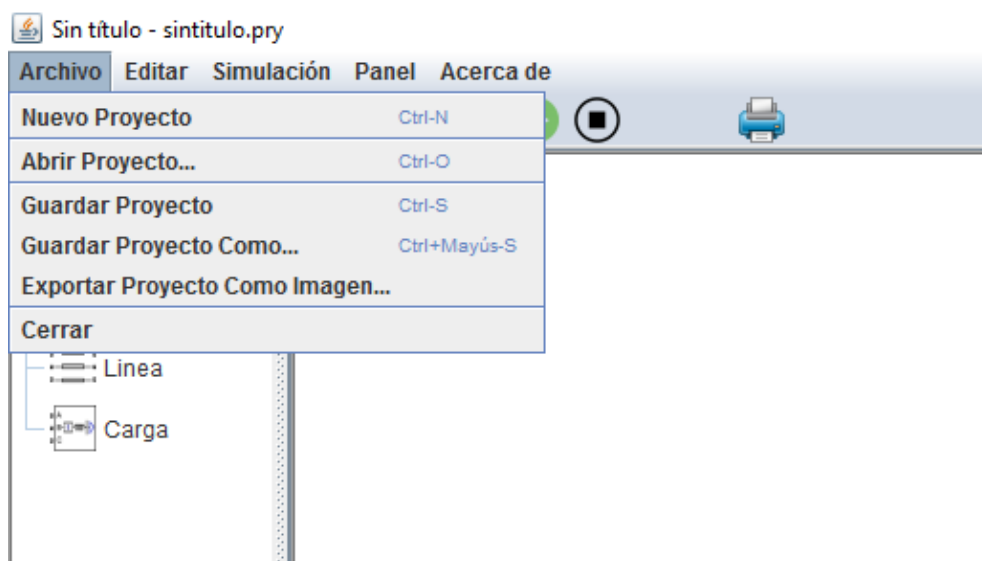 Sin título - sintitulo.pry
Archivo Editar Simulación Panel Acerca de
Nuevo Proyecto Ctrl-N
Abrir Proyecto... Ctrl-O
Guardar Proyecto Ctrl-S
Guardar Proyecto Como... Ctrl+Mayús-S
Exportar Proyecto Como Imagen...
Cerrar
Linea
Carga